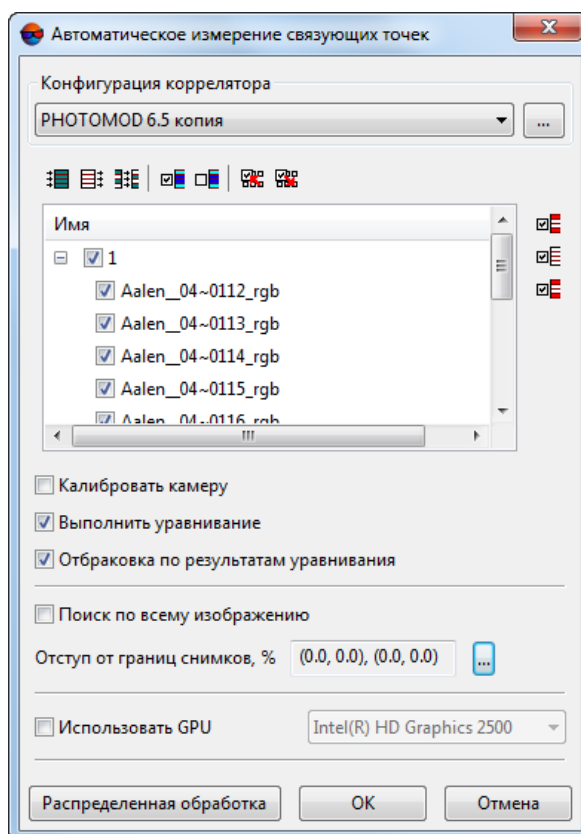 Автоматическое измерение связующих точек
Конфигурация коррелятора
PHOTOMOD 6.5 копия
...
Имя
1
Aalen__04~0112_rgb
Aalen__04~0113_rgb
Aalen__04~0114_rgb
Aalen__04~0115_rgb
Aalen__04~0116_rgb
Калибровать камеру
Выполнить уравнивание
Отбраковка по результатам уравнивания
Поиск по всему изображению
Отступ от границ снимков, % (0.0, 0.0), (0.0, 0.0) ...
Использовать GPU Intel(R) HD Graphics 2500
Распределенная обработка OK Отмена